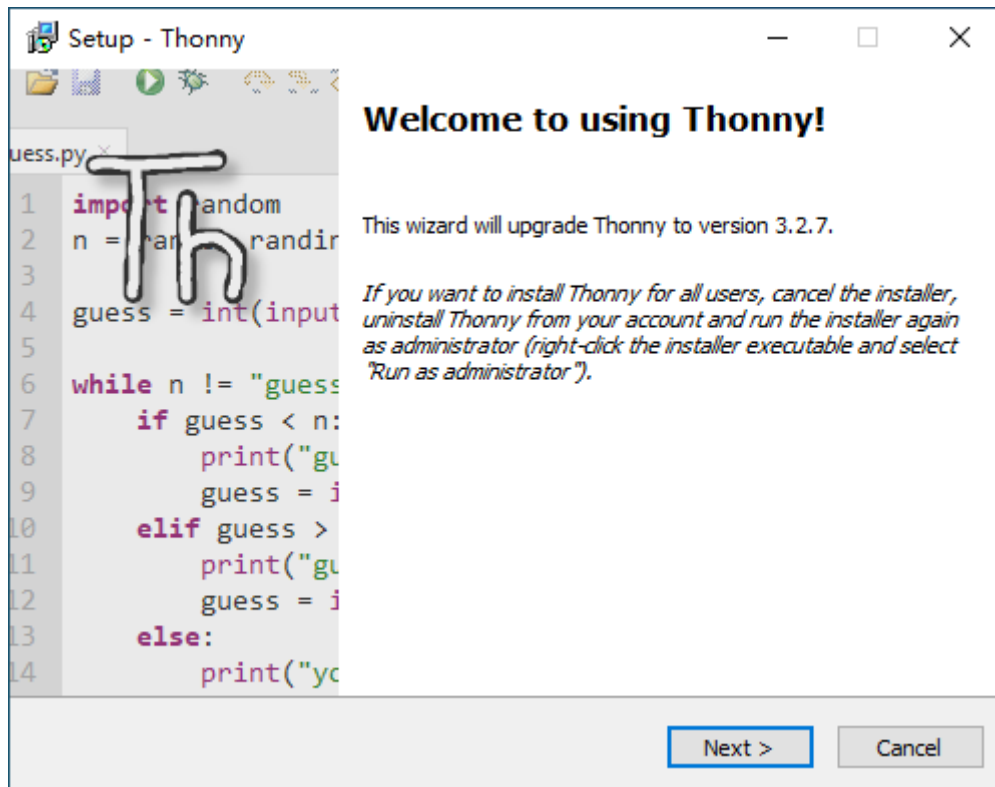 Setup - Thonny
Welcome to using Thonny!
This wizard will upgrade Thonny to version 3.2.7.
If you want to install Thonny for all users, cancel the installer,
uninstall Thonny from your account and run the installer again
as administrator (right-click the installer executable and select
"Run as administrator").
uess.py
Th
1 import random
2 n = ran randin
3
4 guess = int(input
5
6 while n != "guess
7 if guess < n:
8 print("gu
9 guess = i
10 elif guess >
11 print("gu
12 guess = i
13 else:
14 print("yo
Next >
Cancel